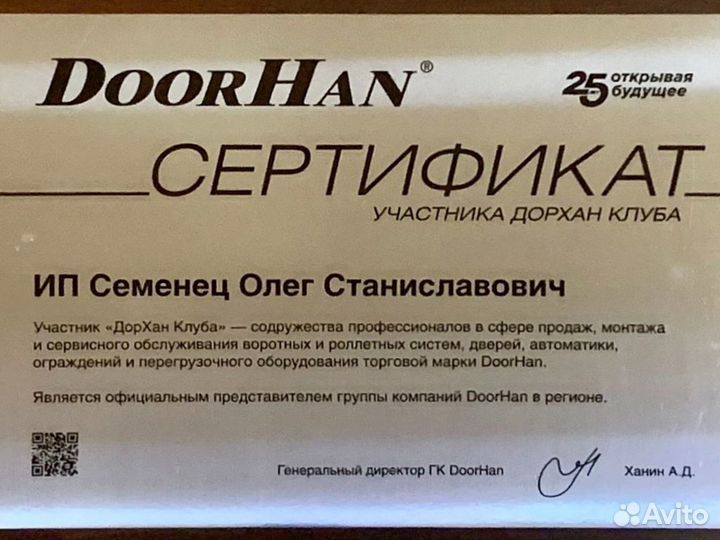 DOORHAN®
25 ОТКРЫВАЯ
БУДУЩЕЕ
СЕРТИФИКАТ
УЧАСТНИКА ДОРХАН КЛУБА
ИП Семенец Олег Станиславович
Участник «ДорХан Клуба» — содружества профессионалов в сфере продаж, монтажа
и сервисного обслуживания воротных и роллетных систем, дверей, автоматики,
ограждений и перегрузочного оборудования торговой марки DoorHan.
Является официальным представителем группы компаний DoorHan в регионе.
Генеральный директор ГК DoorHan Ханин А.Д.
Avito